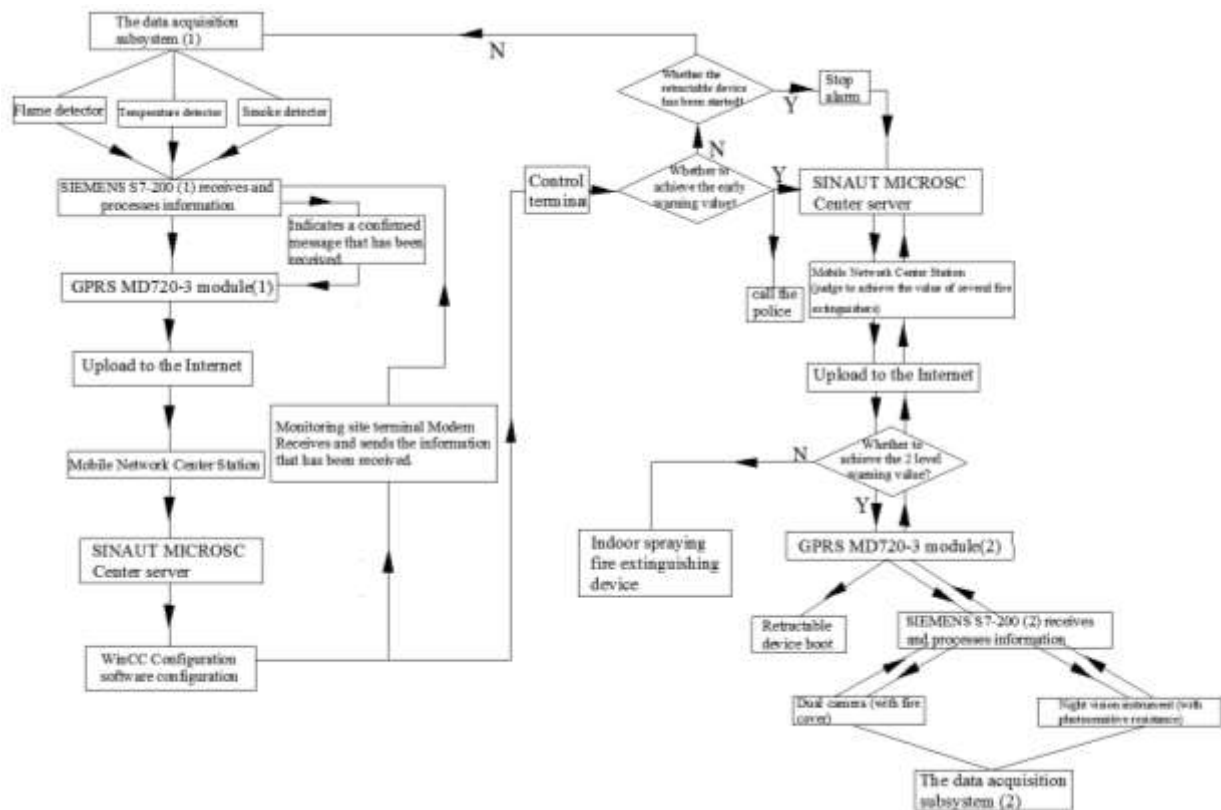 The data acquisition
subsystem (1)
Flame detector
Temperature detector
Smoke detector
SIEMENS S7-200 (1) receives and
processes information
Indicates a confirmed
message that has been
received.
GPRS MD720-3 module(1)
Upload to the Internet
Mobile Network Center Station
SINAUT MICROSC
Center server
WinCC Configuration
software configuration
Monitoring site terminal Modem
Receives and sends the information
that has been received.
N
Whether the
retractable device
has been started?
Y
Stop
alarm
N
Control
terminal
Whether to
achieve the early
warning value?
Y
SINAUT MICROSC
Center server
call the
police
Mobile Network Center Station
(judge to achieve the value of several fire
extinguishers)
Upload to the Internet
Whether to
achieve the 2 level
warning value?
N
Y
Indoor spraying
fire extinguishing
device
GPRS MD720-3 module(2)
Retractable
device boot
SIEMENS S7-200 (2) receives
and processes information
Dual camera (with fire
cover)
Night vision instrument (with
photosensitive resistance)
The data acquisition
subsystem (2)